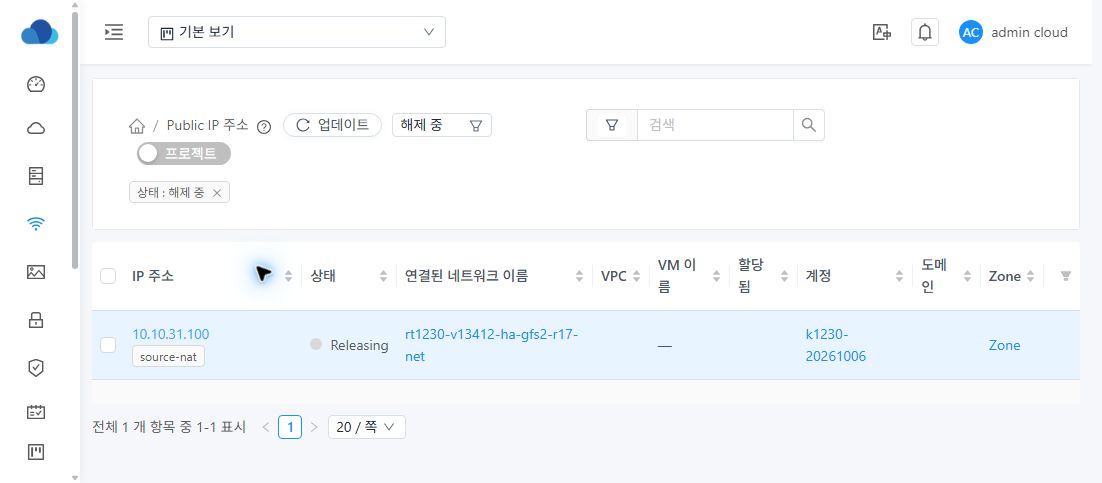 기본 보기
AC admin cloud
/ Public IP 주소 업데이트 해제 중
검색
프로젝트
상태 : 해제 중
IP 주소 상태 연결된 네트워크 이름 VPC VM 이름 할당됨 계정 도메인 Zone
10.10.31.100
source-nat
Releasing
rt1230-v13412-ha-gfs2-r17-
net
—
k1230-
20261006
Zone
전체 1 개 항목 중 1-1 표시 < 1 > 20 / 쪽